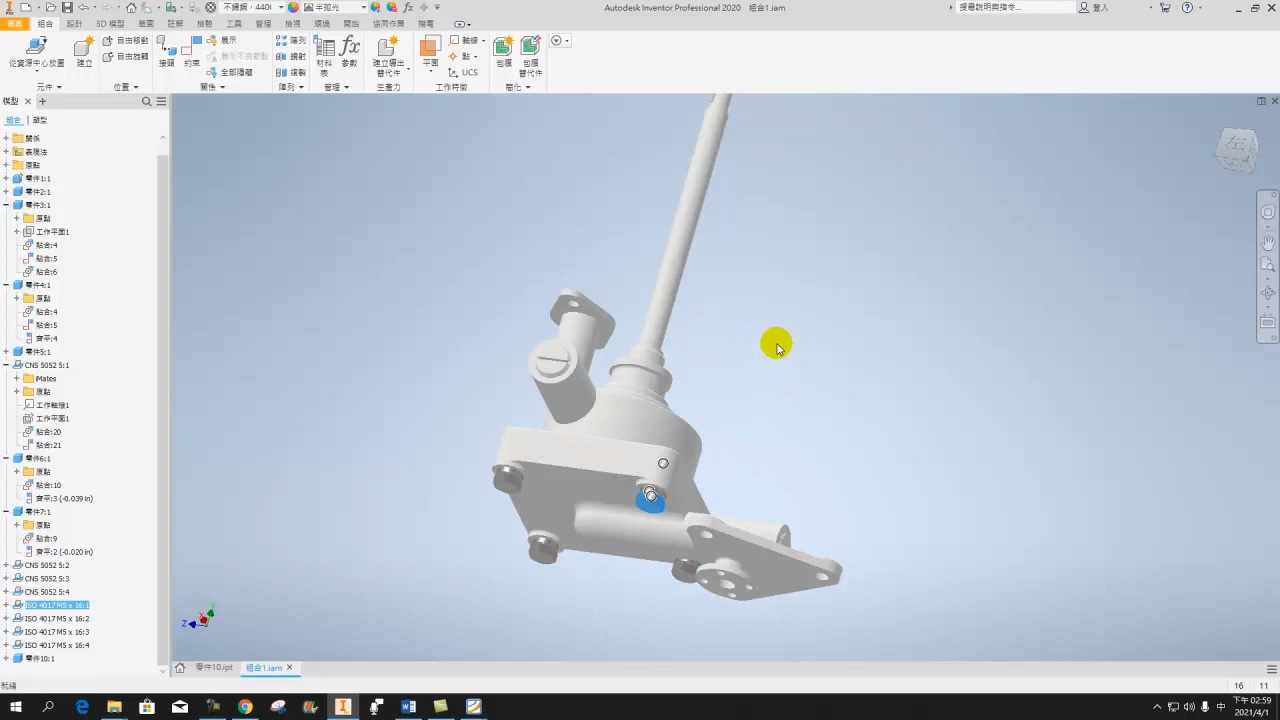 不鏽鋼, 440C
半拋光
Autodesk Inventor Professional 2020 組合1.iam
搜尋說明與指令...
登入
檔案 組合 設計 3D 模型 草圖 註解 檢驗 工具 管理 檢視 環境 開始 協同作業 機電
從資源中心放置
建立
自由移動
自由旋轉
接頭
約束
展示
展示不良節點
全部隱藏
陣列
鏡射
複製
材料表
參數
建立導出替代件
平面
軸線
點
UCS
包覆
包覆替代件
元件 位置 關係 陣列 管理 生產力 工作特徵 簡化
模型
組合 造型
關係
表現法
原點
零件1:1
零件2:1
零件3:1
原點
工作平面1
貼合:4
貼合:5
貼合:6
零件4:1
原點
貼合:4
貼合:5
齊平:4
零件5:1
CNS 5052 5:1
iMates
原點
工作軸線1
工作平面1
貼合:20
貼合:21
零件6:1
原點
貼合:10
齊平:3 (-0.039 in)
零件7:1
原點
貼合:9
齊平:2 (-0.020 in)
CNS 5052 5:2
CNS 5052 5:3
CNS 5052 5:4
ISO 4017 M5 x 16:1
ISO 4017 M5 x 16:2
ISO 4017 M5 x 16:3
ISO 4017 M5 x 16:4
零件10:1
左
X Y Z
零件10.ipt 組合1.iam
就緒
16 11
中
下午 02:59
2021/4/1